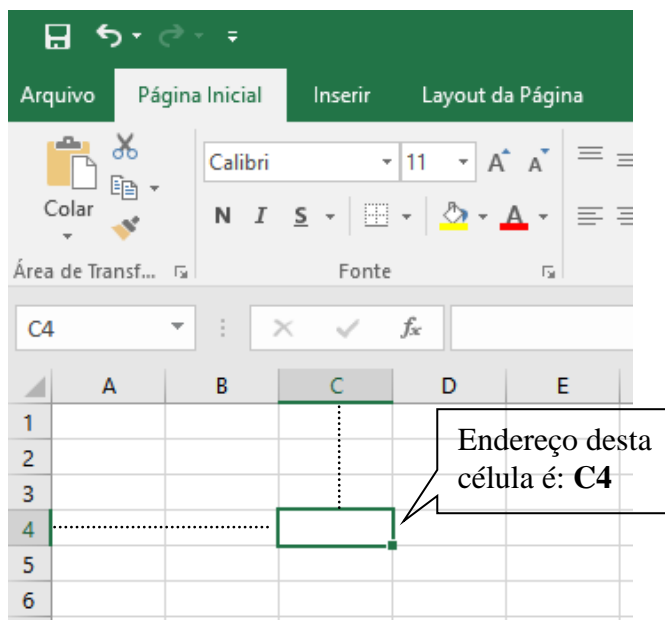 Arquivo Página Inicial Inserir Layout da Página
Calibri 11 A A
Colar N I S A
Área de Transf... Fonte
C4 fx
A B C D E
1
2
3
4
5
6
Endereço desta
célula é: C4